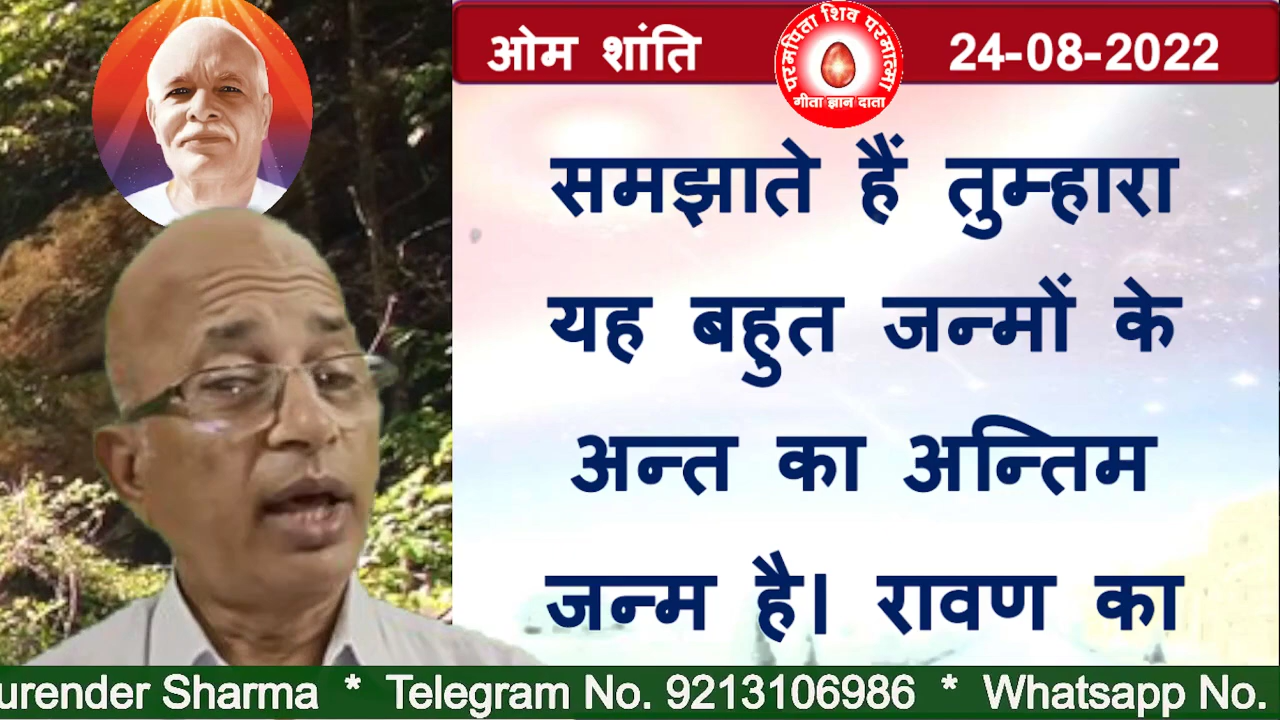 ओम शांति
परमपिता शिव परमात्मा
गीता ज्ञान दाता
24-08-2022
समझाते हैं तुम्हारा
यह बहुत जन्मों के
अन्त का अन्तिम
जन्म है। रावण का
urender Sharma * Telegram No. 9213106986 * Whatsapp No.